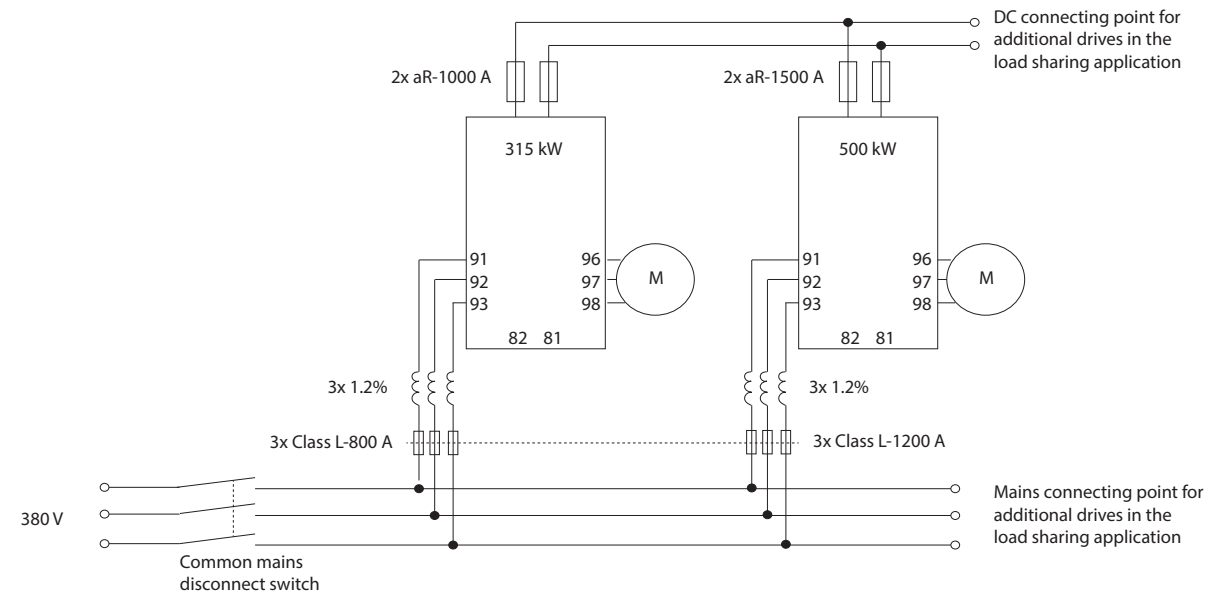 DC connecting point for
additional drives in the
load sharing application
2x aR-1000 A
2x aR-1500 A
315 kW
500 kW
91
96
92
97
93
98
M
82 81
91
96
92
97
93
98
M
82 81
3x 1.2%
3x 1.2%
3x Class L-800 A
3x Class L-1200 A
380 V
Mains connecting point for
additional drives in the
load sharing application
Common mains
disconnect switch